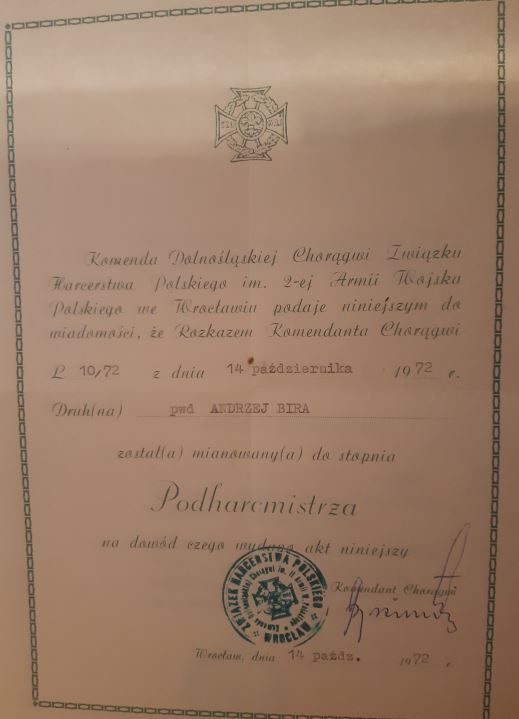 Komenda Dolnośląskiej Chorągwi Związku
Harcerstwa Polskiego im. 2-ej Armii Wojska
Polskiego we Wrocławiu podaje niniejszym do
wiadomości, że Rozkazem Komendanta Chorągwi
L 10/72 z dnia 14 października 1972 r.
Druh(na) pwd ANDRZEJ BIRA
został(a) mianowany(a) do stopnia
Podharcmistrza
na dowód czego wydano akt niniejszy
ZWIĄZEK HARCERSTWA POLSKIEGO
WROCŁAW
Komendant Chorągwi
Wrocław, dnia 14 paźdz. 1972 r.